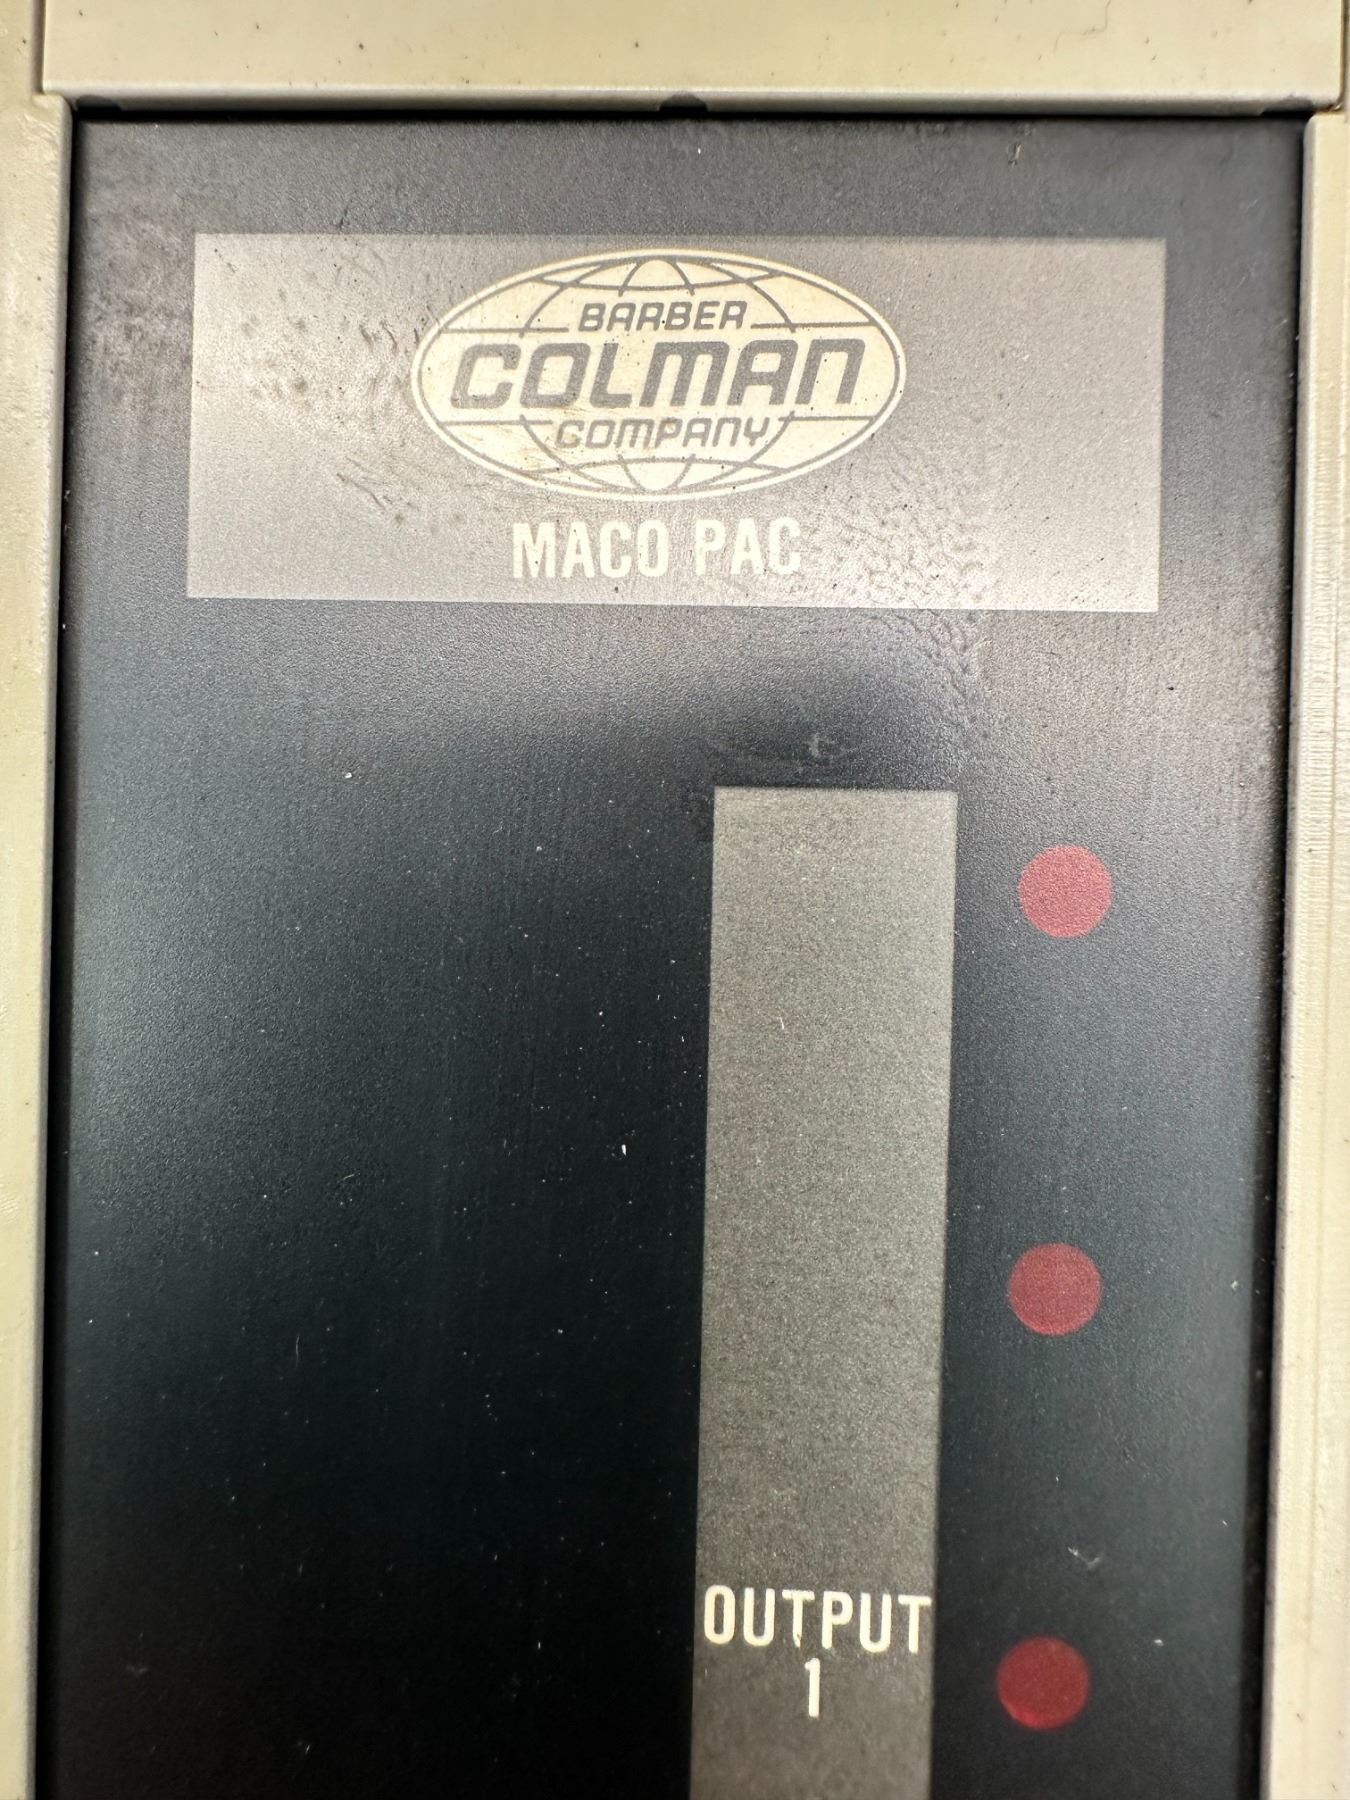 BARBER
COLMAN
COMPANY
MACO PAC
OUTPUT
1